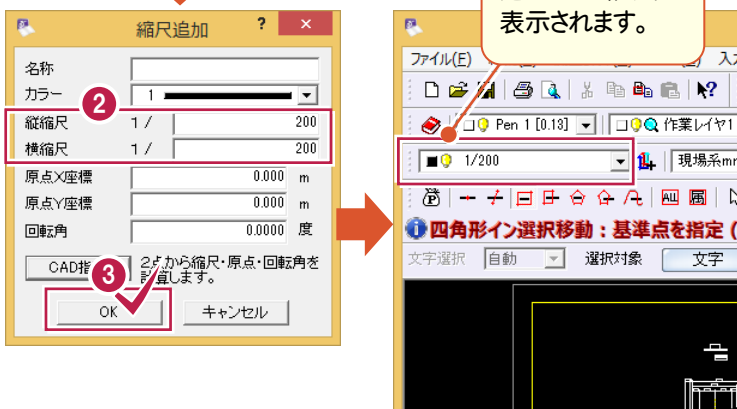 縮尺追加 ? ×
名称
カラー 1
2
縦縮尺 1 / 200
横縮尺 1 / 200
原点X座標 0.000 m
原点Y座標 0.000 m
回転角 0.0000 度
CAD指
2点から縮尺・原点・回転角を
計算します。
3
OK キャンセル
表示されます。
ファイル(F)
Pen 1 [0.13] 作業レイヤ1
1/200 現場系mm
ALL
四角形イン選択移動：基準点を指定 (
文字選択 自動 選択対象 文字